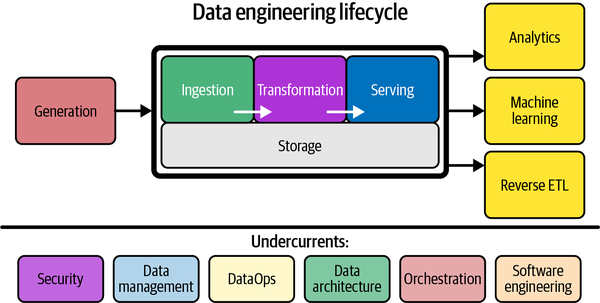 Data engineering lifecycle
Generation
Ingestion
Transformation
Serving
Storage
Analytics
Machine
learning
Reverse ETL
Undercurrents:
Security
Data
management
DataOps
Data
architecture
Orchestration
Software
engineering